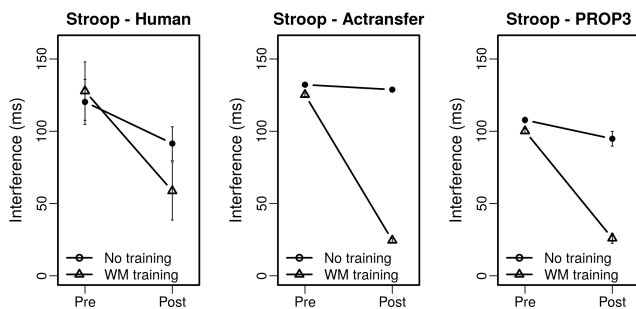 Stroop - Human
Interference (ms)
150
100
50
0
No training
WM training
Pre
Post
Stroop - Actransfer
Interference (ms)
150
100
50
0
No training
WM training
Pre
Post
Stroop - PROP3
Interference (ms)
150
100
50
0
No training
WM training
Pre
Post